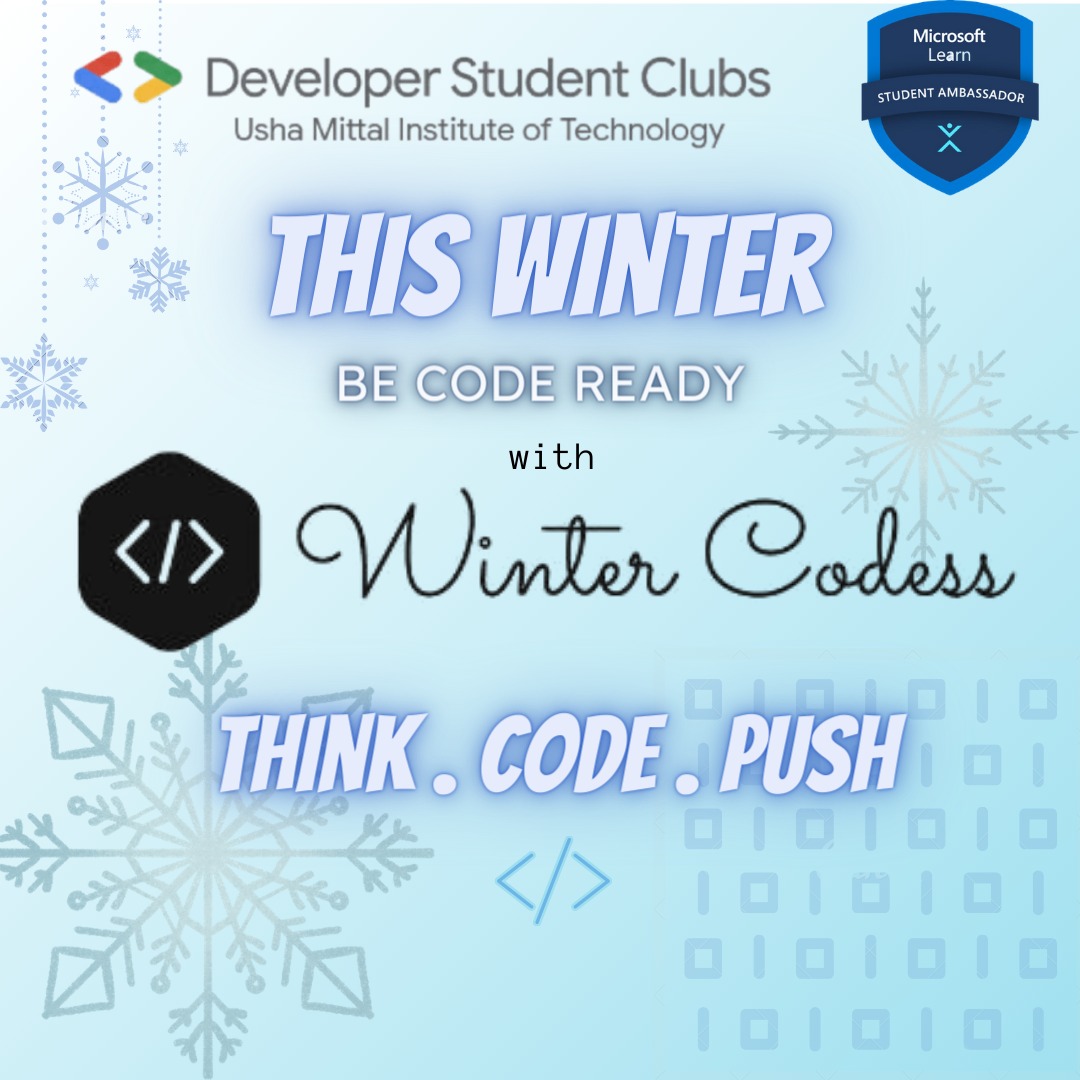 Developer Student Clubs
Usha Mittal Institute of Technology
Microsoft
Learn
STUDENT AMBASSADOR
THIS WINTER
BE CODE READY
with
</>
Winter Codess
THINK . CODE . PUSH
</>